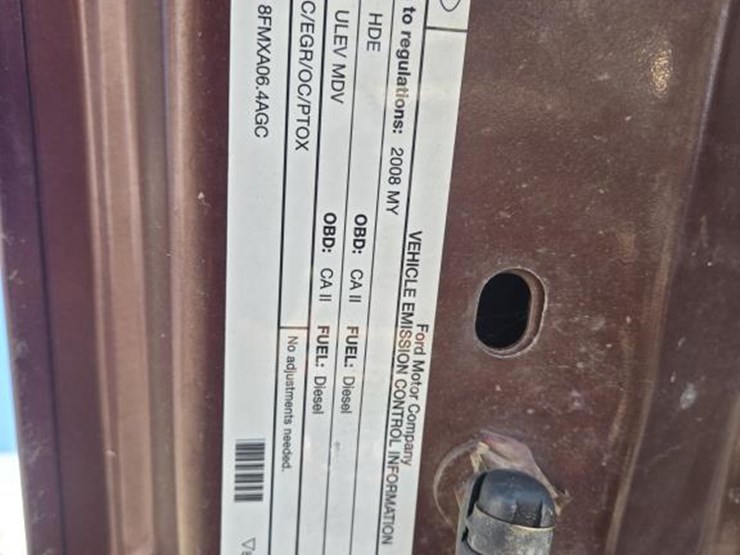 Ford Motor Company
VEHICLE EMISSION CONTROL INFORMATION
to regulations: 2008 MY
HDE OBD: CA II FUEL: Diesel
ULEV MDV OBD: CA II FUEL: Diesel
C/EGR/OC/PTOX No adjustments needed.
8FMXA06.4AGC